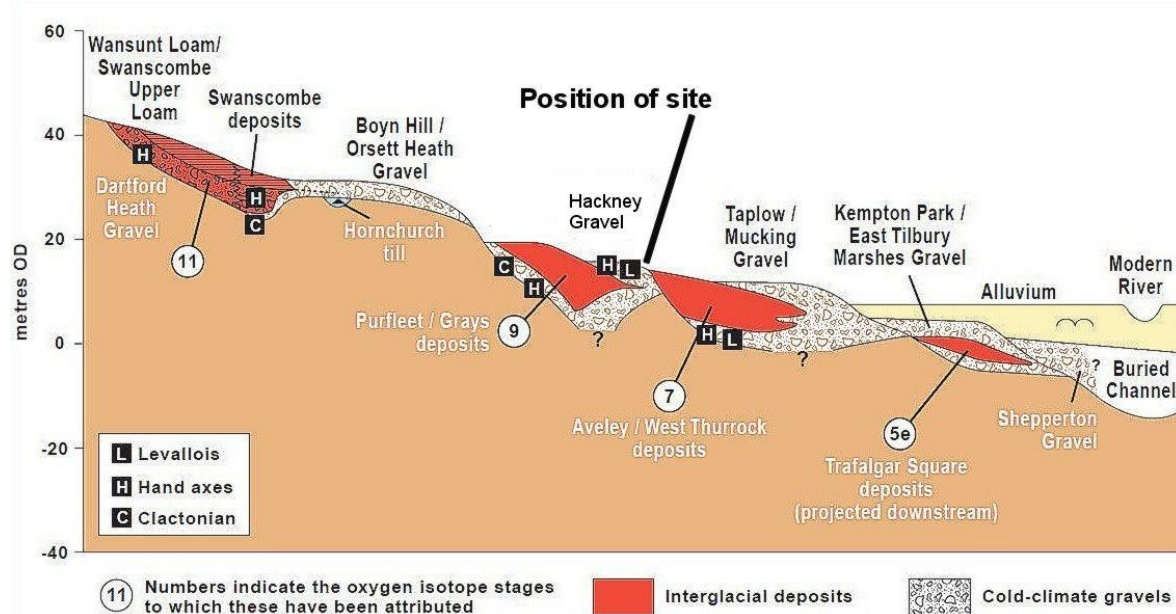 60
40
20
0
-20
-40
metres OD
Wansunt Loam/
Swanscombe
Upper
Loam
Swanscombe
deposits
Boyn Hill /
Orsett Heath
Gravel
Position of site
Hackney
Gravel
Taplow /
Mucking
Gravel
Kempton Park /
East Tilbury
Marshes Gravel
Modern
River
Alluvium
H
Dartford
Heath
Gravel
11
H
C
Hornchurch
till
C
H
H
L
Purfleet / Grays
deposits
9
?
H
L
?
7
Aveley / West Thurrock
deposits
5e
Trafalgar Square
deposits
(projected downstream)
?
Buried
Channel
Shepperton
Gravel
L Levallois
H Hand axes
C Clactonian
11 Numbers indicate the oxygen isotope stages
to which these have been attributed
Interglacial deposits
Cold-climate gravels